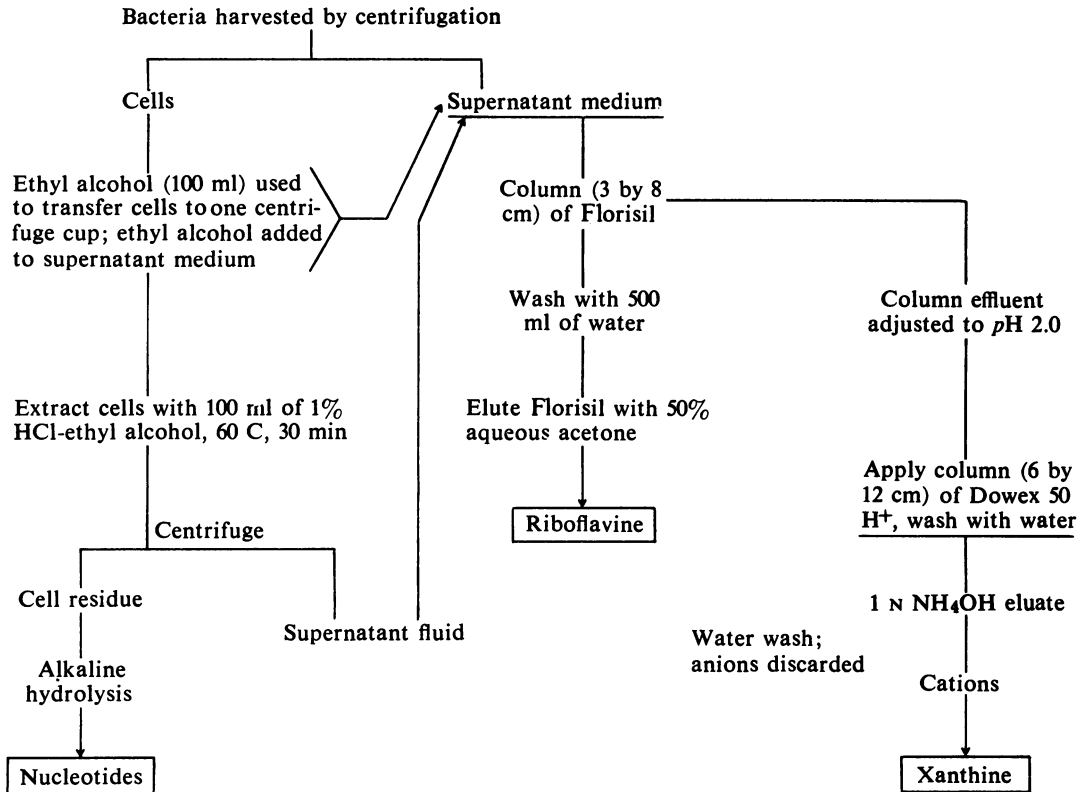 Bacteria harvested by centrifugation
Cells
Supernatant medium
Ethyl alcohol (100 ml) used
to transfer cells to one centri-
fuge cup; ethyl alcohol added
to supernatant medium
Column (3 by 8
cm) of Florisil
Wash with 500
ml of water
Column effluent
adjusted to pH 2.0
Extract cells with 100 ml of 1%
HCl-ethyl alcohol, 60 C, 30 min
Elute Florisil with 50%
aqueous acetone
Apply column (6 by
12 cm) of Dowex 50
H⁺, wash with water
Riboflavine
Centrifuge
Cell residue
Supernatant fluid
1 N NH₄OH eluate
Water wash;
anions discarded
Alkaline
hydrolysis
Cations
Nucleotides
Xanthine